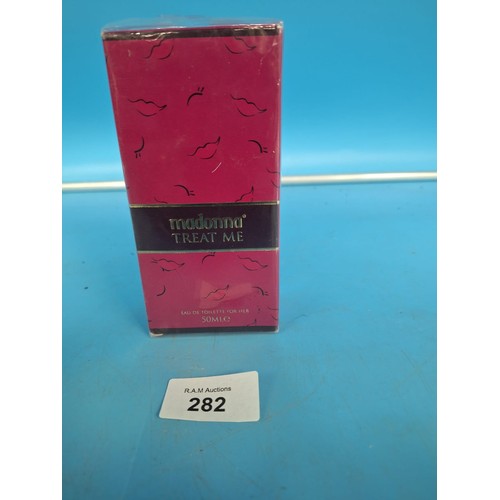 madonna®
TREAT ME
EAU DE TOILETTE FOR HER
50ML℮
R.A.M Auctions
282